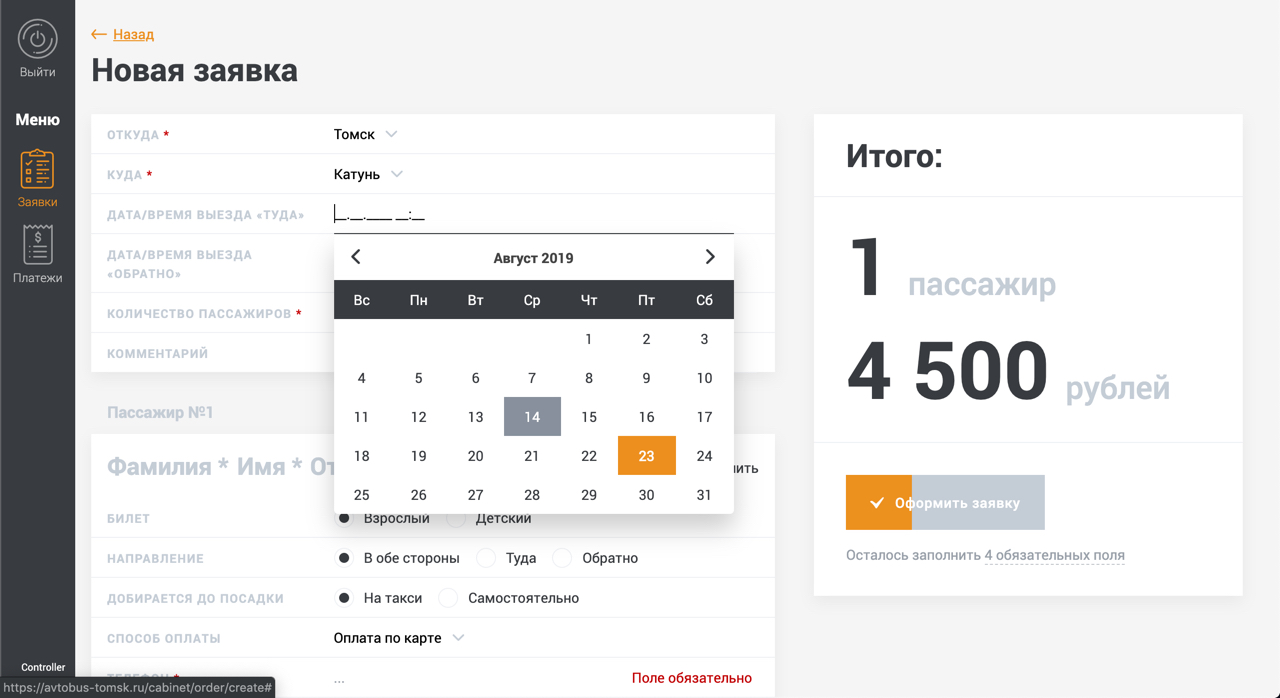 Выйти
Меню
Заявки
Платежи
Controller
← Назад
Новая заявка
ОТКУДА * Томск
КУДА * Катунь
ДАТА/ВРЕМЯ ВЫЕЗДА «ТУДА» __.__.____ __:__
ДАТА/ВРЕМЯ ВЫЕЗДА
«ОБРАТНО»
КОЛИЧЕСТВО ПАССАЖИРОВ *
КОММЕНТАРИЙ
Август 2019
Вс Пн Вт Ср Чт Пт Сб
1 2 3
4 5 6 7 8 9 10
11 12 13 14 15 16 17
18 19 20 21 22 23 24
25 26 27 28 29 30 31
Пассажир №1
Фамилия * Имя *
БИЛЕТ Взрослый Детский
НАПРАВЛЕНИЕ В обе стороны Туда Обратно
ДОБИРАЕТСЯ ДО ПОСАДКИ На такси Самостоятельно
СПОСОБ ОПЛАТЫ Оплата по карте
ТЕЛЕФОН * ... Поле обязательно
Итого:
1 пассажир
4 500 рублей
Оформить заявку
Осталось заполнить 4 обязательных поля
https://avtobus-tomsk.ru/cabinet/order/create#